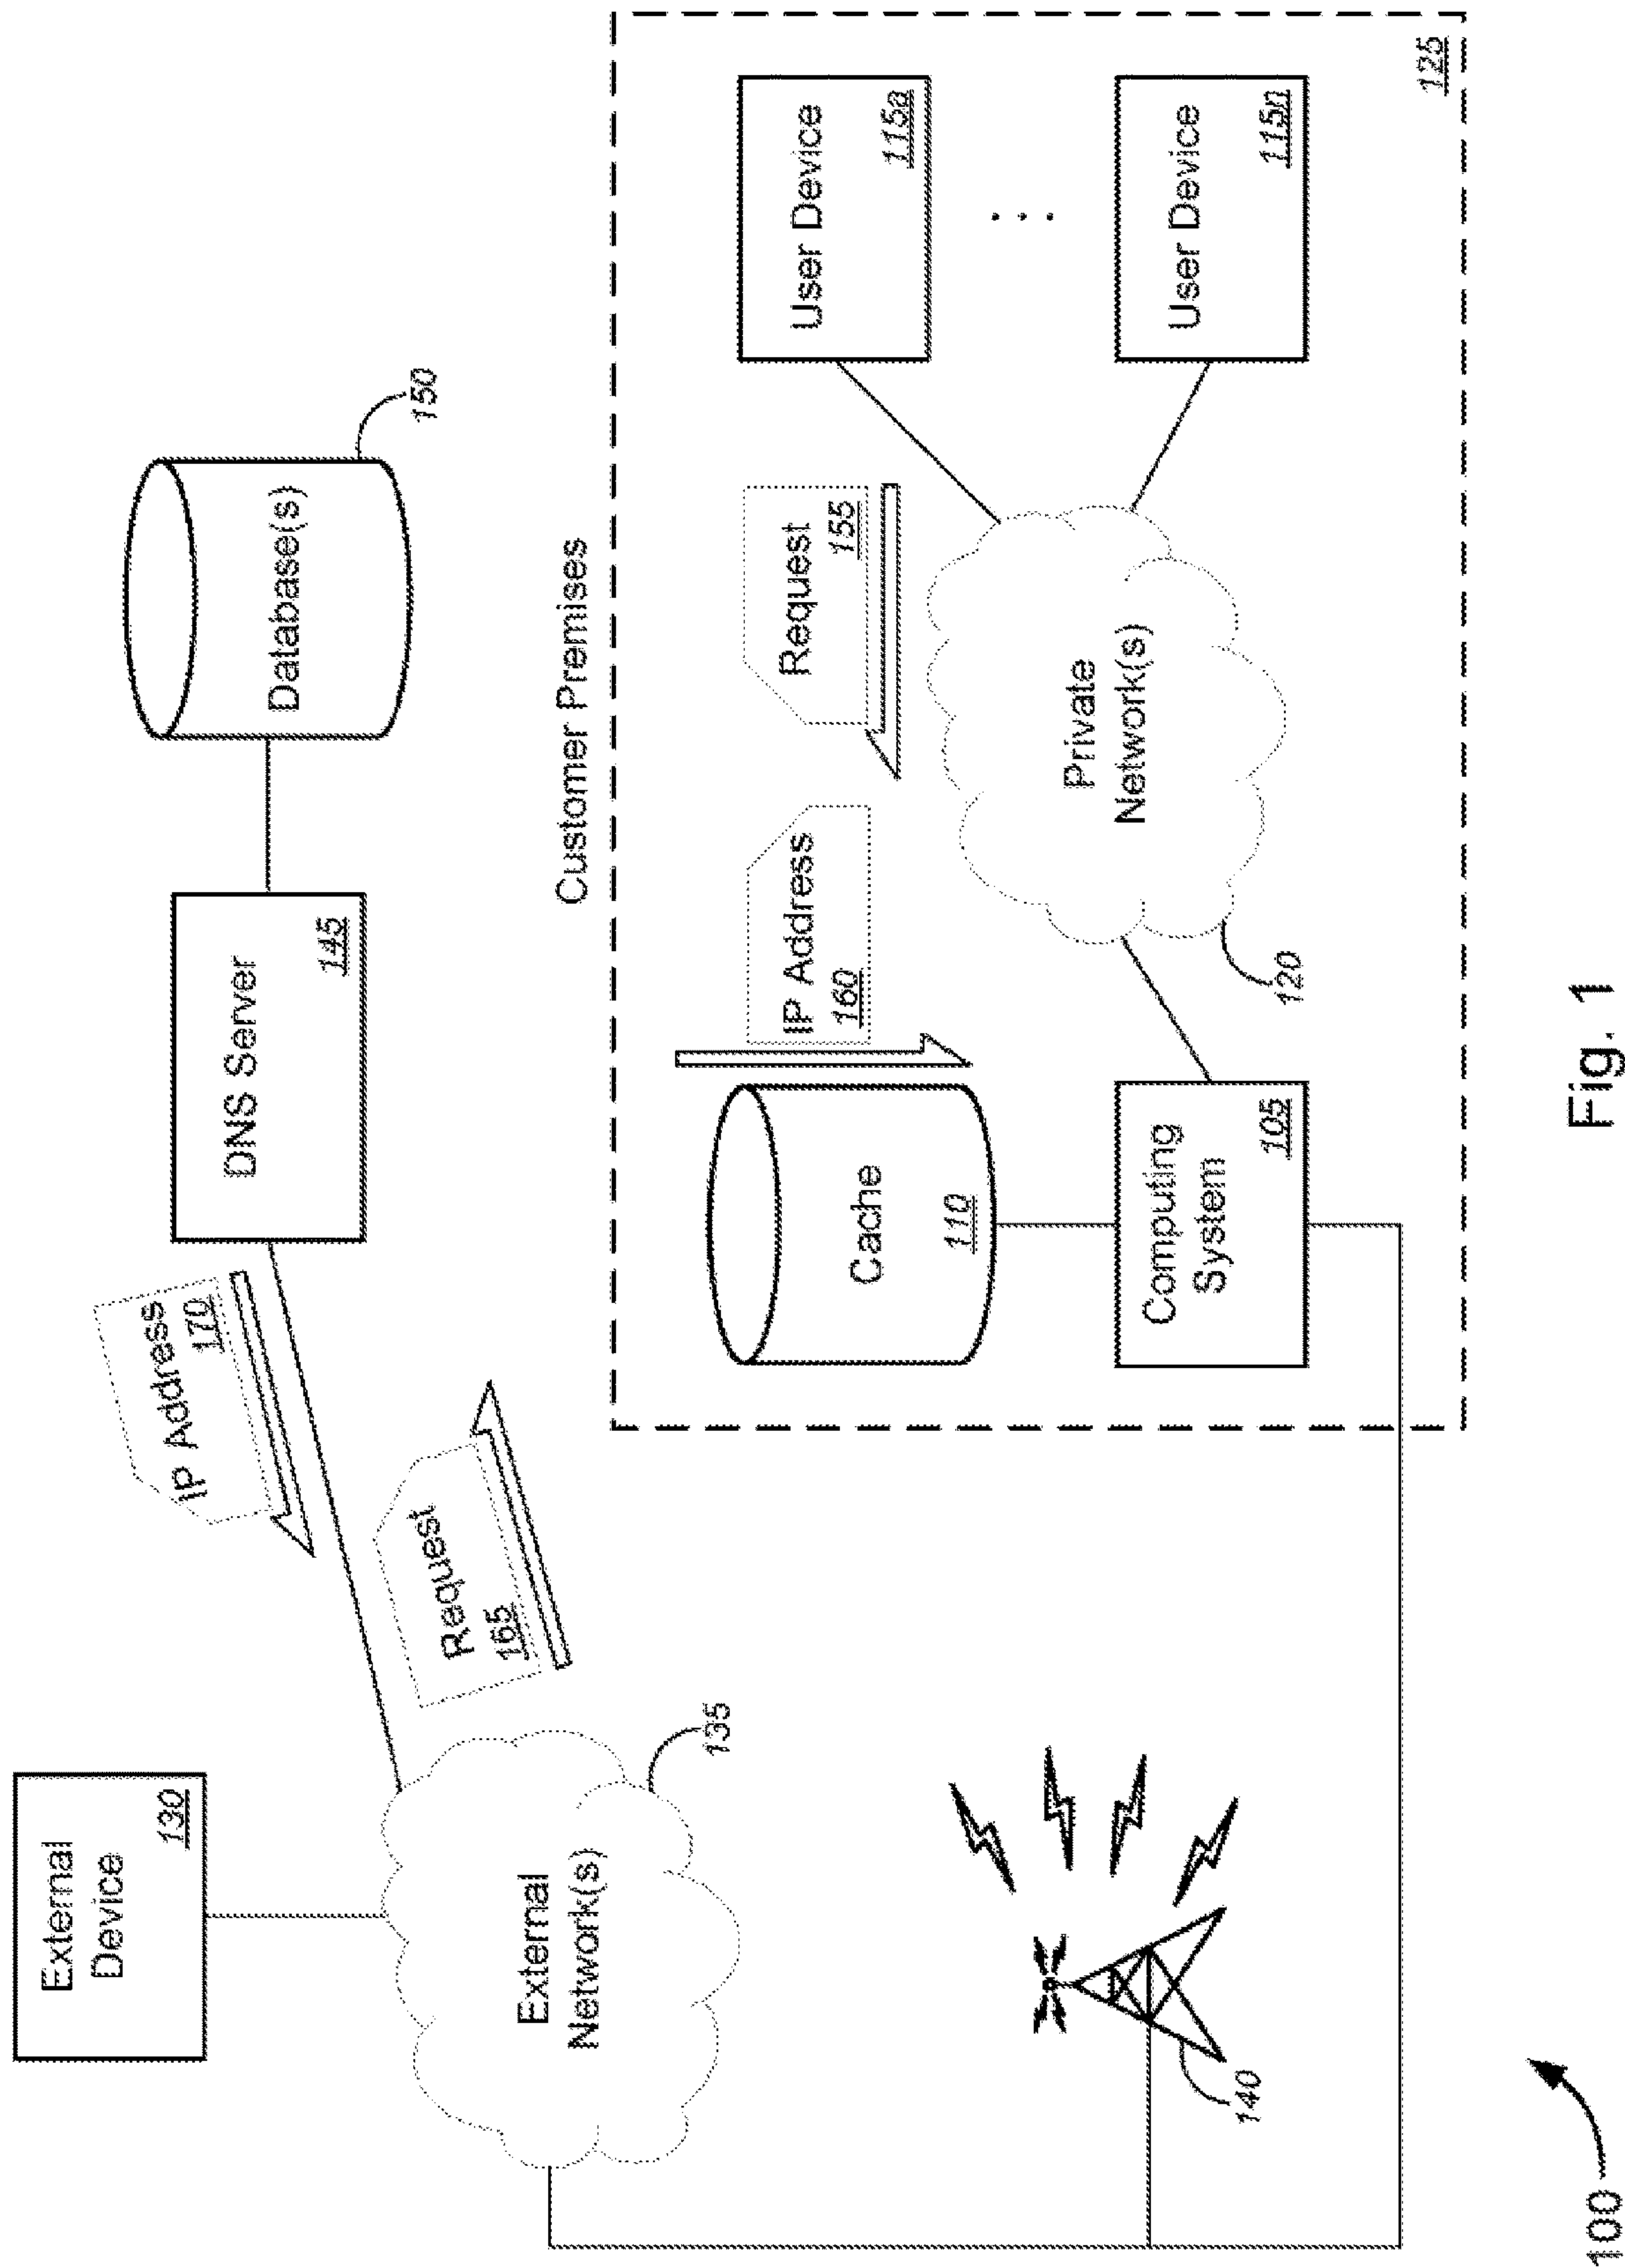 External
Device
130
IP Address
170
DNS Server
145
Database(s)
150
Request
165
External
Network(s)
135
Customer Premises
Cache
110
IP Address
160
Request
155
User Device
115a
Computing
System
105
Private
Network(s)
120
User Device
115n
125
140
100
Fig. 1